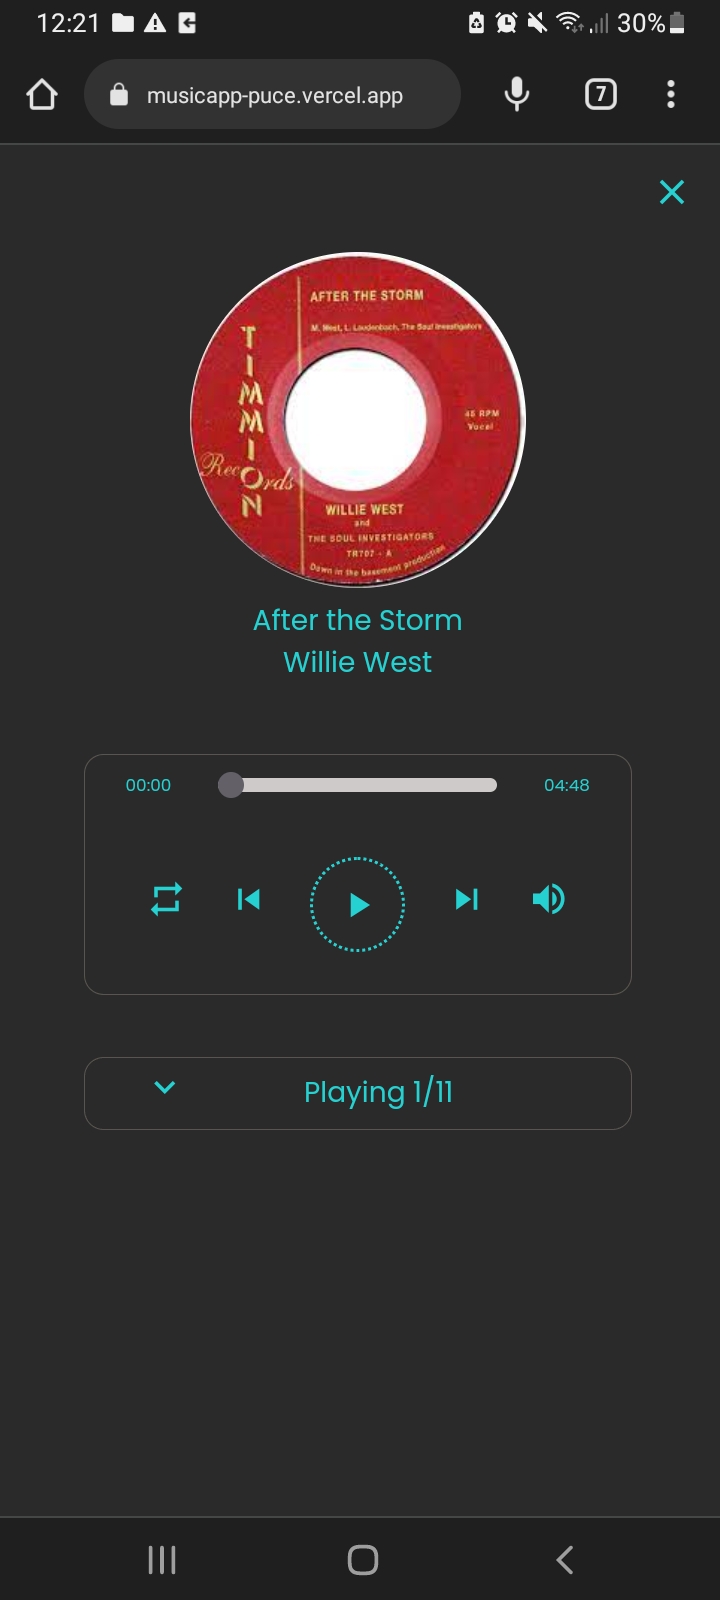 12:21
30%
musicapp-puce.vercel.app
7
AFTER THE STORM
M. West, L. Laudenbach, The Soul Investigators
TIMMION
Records
45 RPM
Vocal
WILLIE WEST
and
THE SOUL INVESTIGATORS
TR707 - A
Down in the basement production
After the Storm
Willie West
00:00
04:48
Playing 1/11